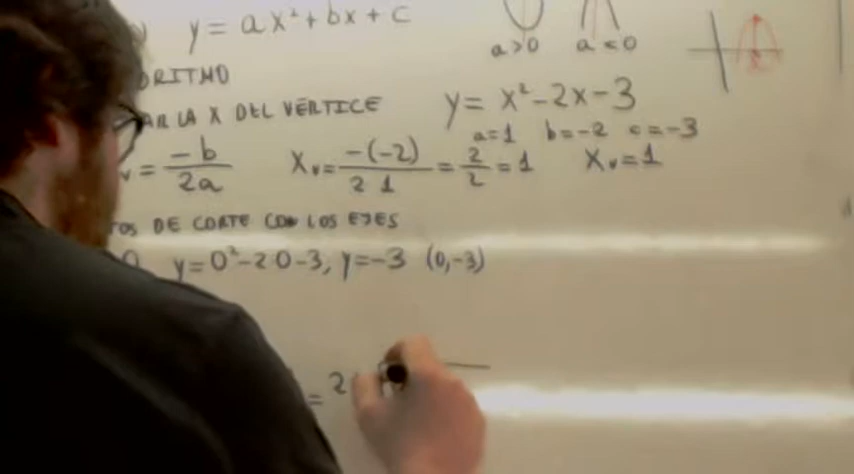 y = ax² + bx + c
a>0 a<0
ORITMO
AR LA X DEL VÉRTICE
y = x² - 2x - 3
a=1 b=-2 c=-3
v = -b/2a Xv = -(-2)/2 1 = 2/2 = 1 Xv = 1
TOS DE CORTE CON LOS EJES
y = 0² - 2 0 - 3, y = -3 (0,-3)
= 2